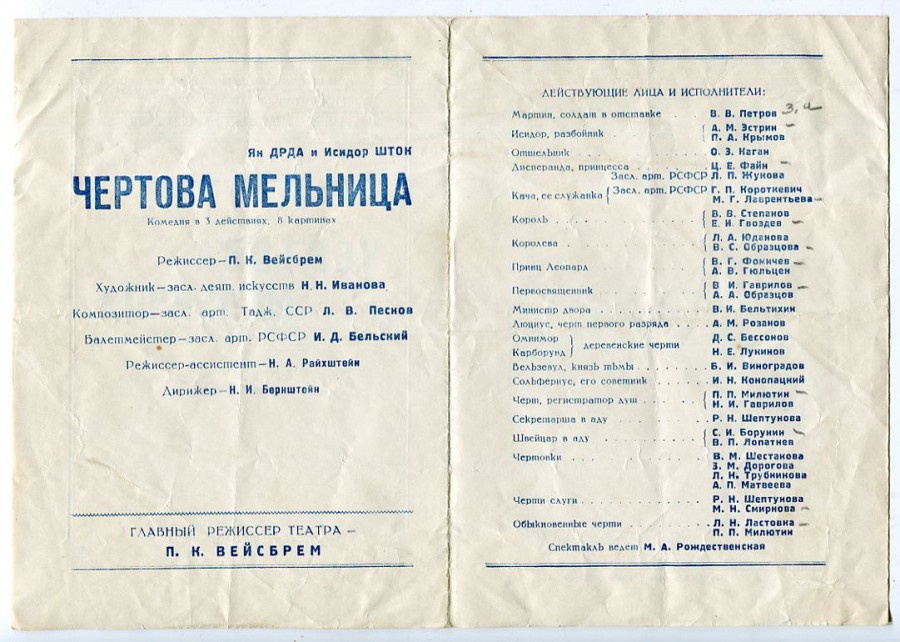 Ян ДРДА и Исидор ШТОК
ЧЕРТОВА МЕЛЬНИЦА
Комедия в 3 действиях, 8 картинах
Режиссер—П. К. Вейсбрем
Художник—засл. деят. искусств Н. Н. Иванова
Композитор—засл. арт. Тадж. ССР Л. В. Песков
Балетмейстер—засл. арт. РСФСР И. Д. Бельский
Режиссер-ассистент—Н. А. Райхштейн
Дирижер—Н. И. Беркштейн
ГЛАВНЫЙ РЕЖИССЕР ТЕАТРА —
П. К. ВЕЙСБРЕМ
ДЕЙСТВУЮЩИЕ ЛИЦА И ИСПОЛНИТЕЛИ:
Мартин, солдат в отставке . . . В. В. Петров
Исидор, разбойник . . . А. М. Эстрин
П. А. Крымов
Отшельник . . . О. З. Каган
Дисперанда, принцесса . . . Ц. Е. Файн
Засл. арт. РСФСР Л. П. Жукова
Кача, ее служанка { Засл. арт. РСФСР Г. П. Короткевич
М. Г. Лаврентьева
Король . . . В. В. Степанов
Е. И. Гвоздев
Королева . . . Л. А. Юданова
В. С. Образцова
Принц Леопард . . . В. Г. Фомичев
А. В. Гюльцен
Первосвященник . . . В. И. Гаврилов
А. А. Образцов
Министр двора . . . В. И. Бельтихин
Люциус, черт первого разряда . . . А. М. Розанов
Омнимор } деревенские черти Д. С. Бессонов
Карборунд Н. Е. Лукинов
Вельзевул, князь тьмы . . . Б. И. Виноградов
Сольфернус, его советник . . . И. Н. Конопацкий
Черт, регистратор душ . . . П. П. Милютин
Н. И. Гаврилов
Секретарша в аду . . . Р. Н. Шептунова
Швейцар в аду . . . С. И. Борунин
В. П. Лопатнев
Чертовки . . . В. М. Шестакова
З. М. Дорогова
Л. Н. Трубникова
А. П. Матвеева
Черти слуги . . . Р. Н. Шептунова
М. Н. Смирнова
Обыкновенные черти . . . Л. Н. Ластовка
П. П. Милютин
Спектакль ведет М. А. Рождественская